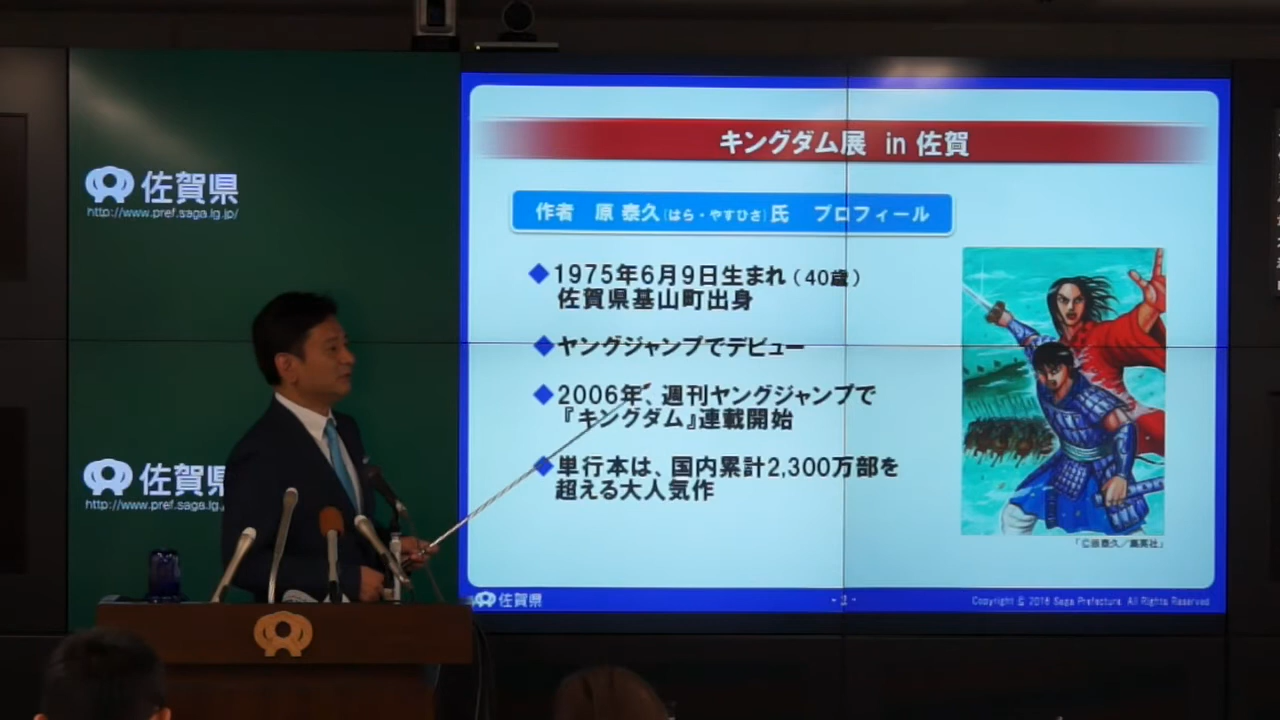 佐賀県
http://www.pref.saga.lg.jp/
佐賀県
http://www.pref.saga.lg.jp/
キングダム展 in 佐賀
作者 原 泰久(はら・やすひさ)氏 プロフィール
◆1975年6月9日生まれ（40歳）
佐賀県基山町出身
◆ヤングジャンプでデビュー
◆2006年、週刊ヤングジャンプで
『キングダム』連載開始
◆単行本は、国内累計2,300万部を
超える大人気作
「©原泰久／集英社」
佐賀県
Copyright © 2016 Saga Prefecture. All Rights Reserved